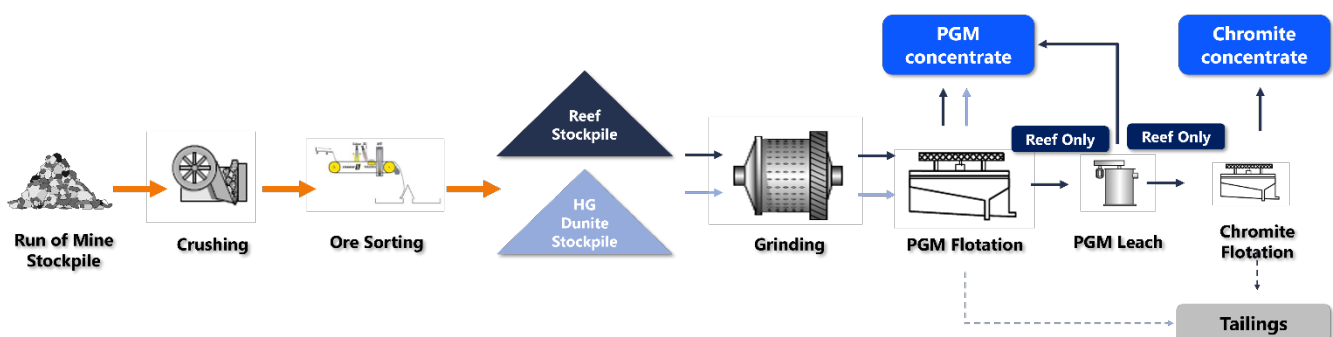 PGM
concentrate
Chromite
concentrate
Reef
Stockpile
HG
Dunite
Stockpile
Reef Only
Reef Only
Run of Mine
Stockpile
Crushing
Ore Sorting
Grinding
PGM Flotation
PGM Leach
Chromite
Flotation
Tailings